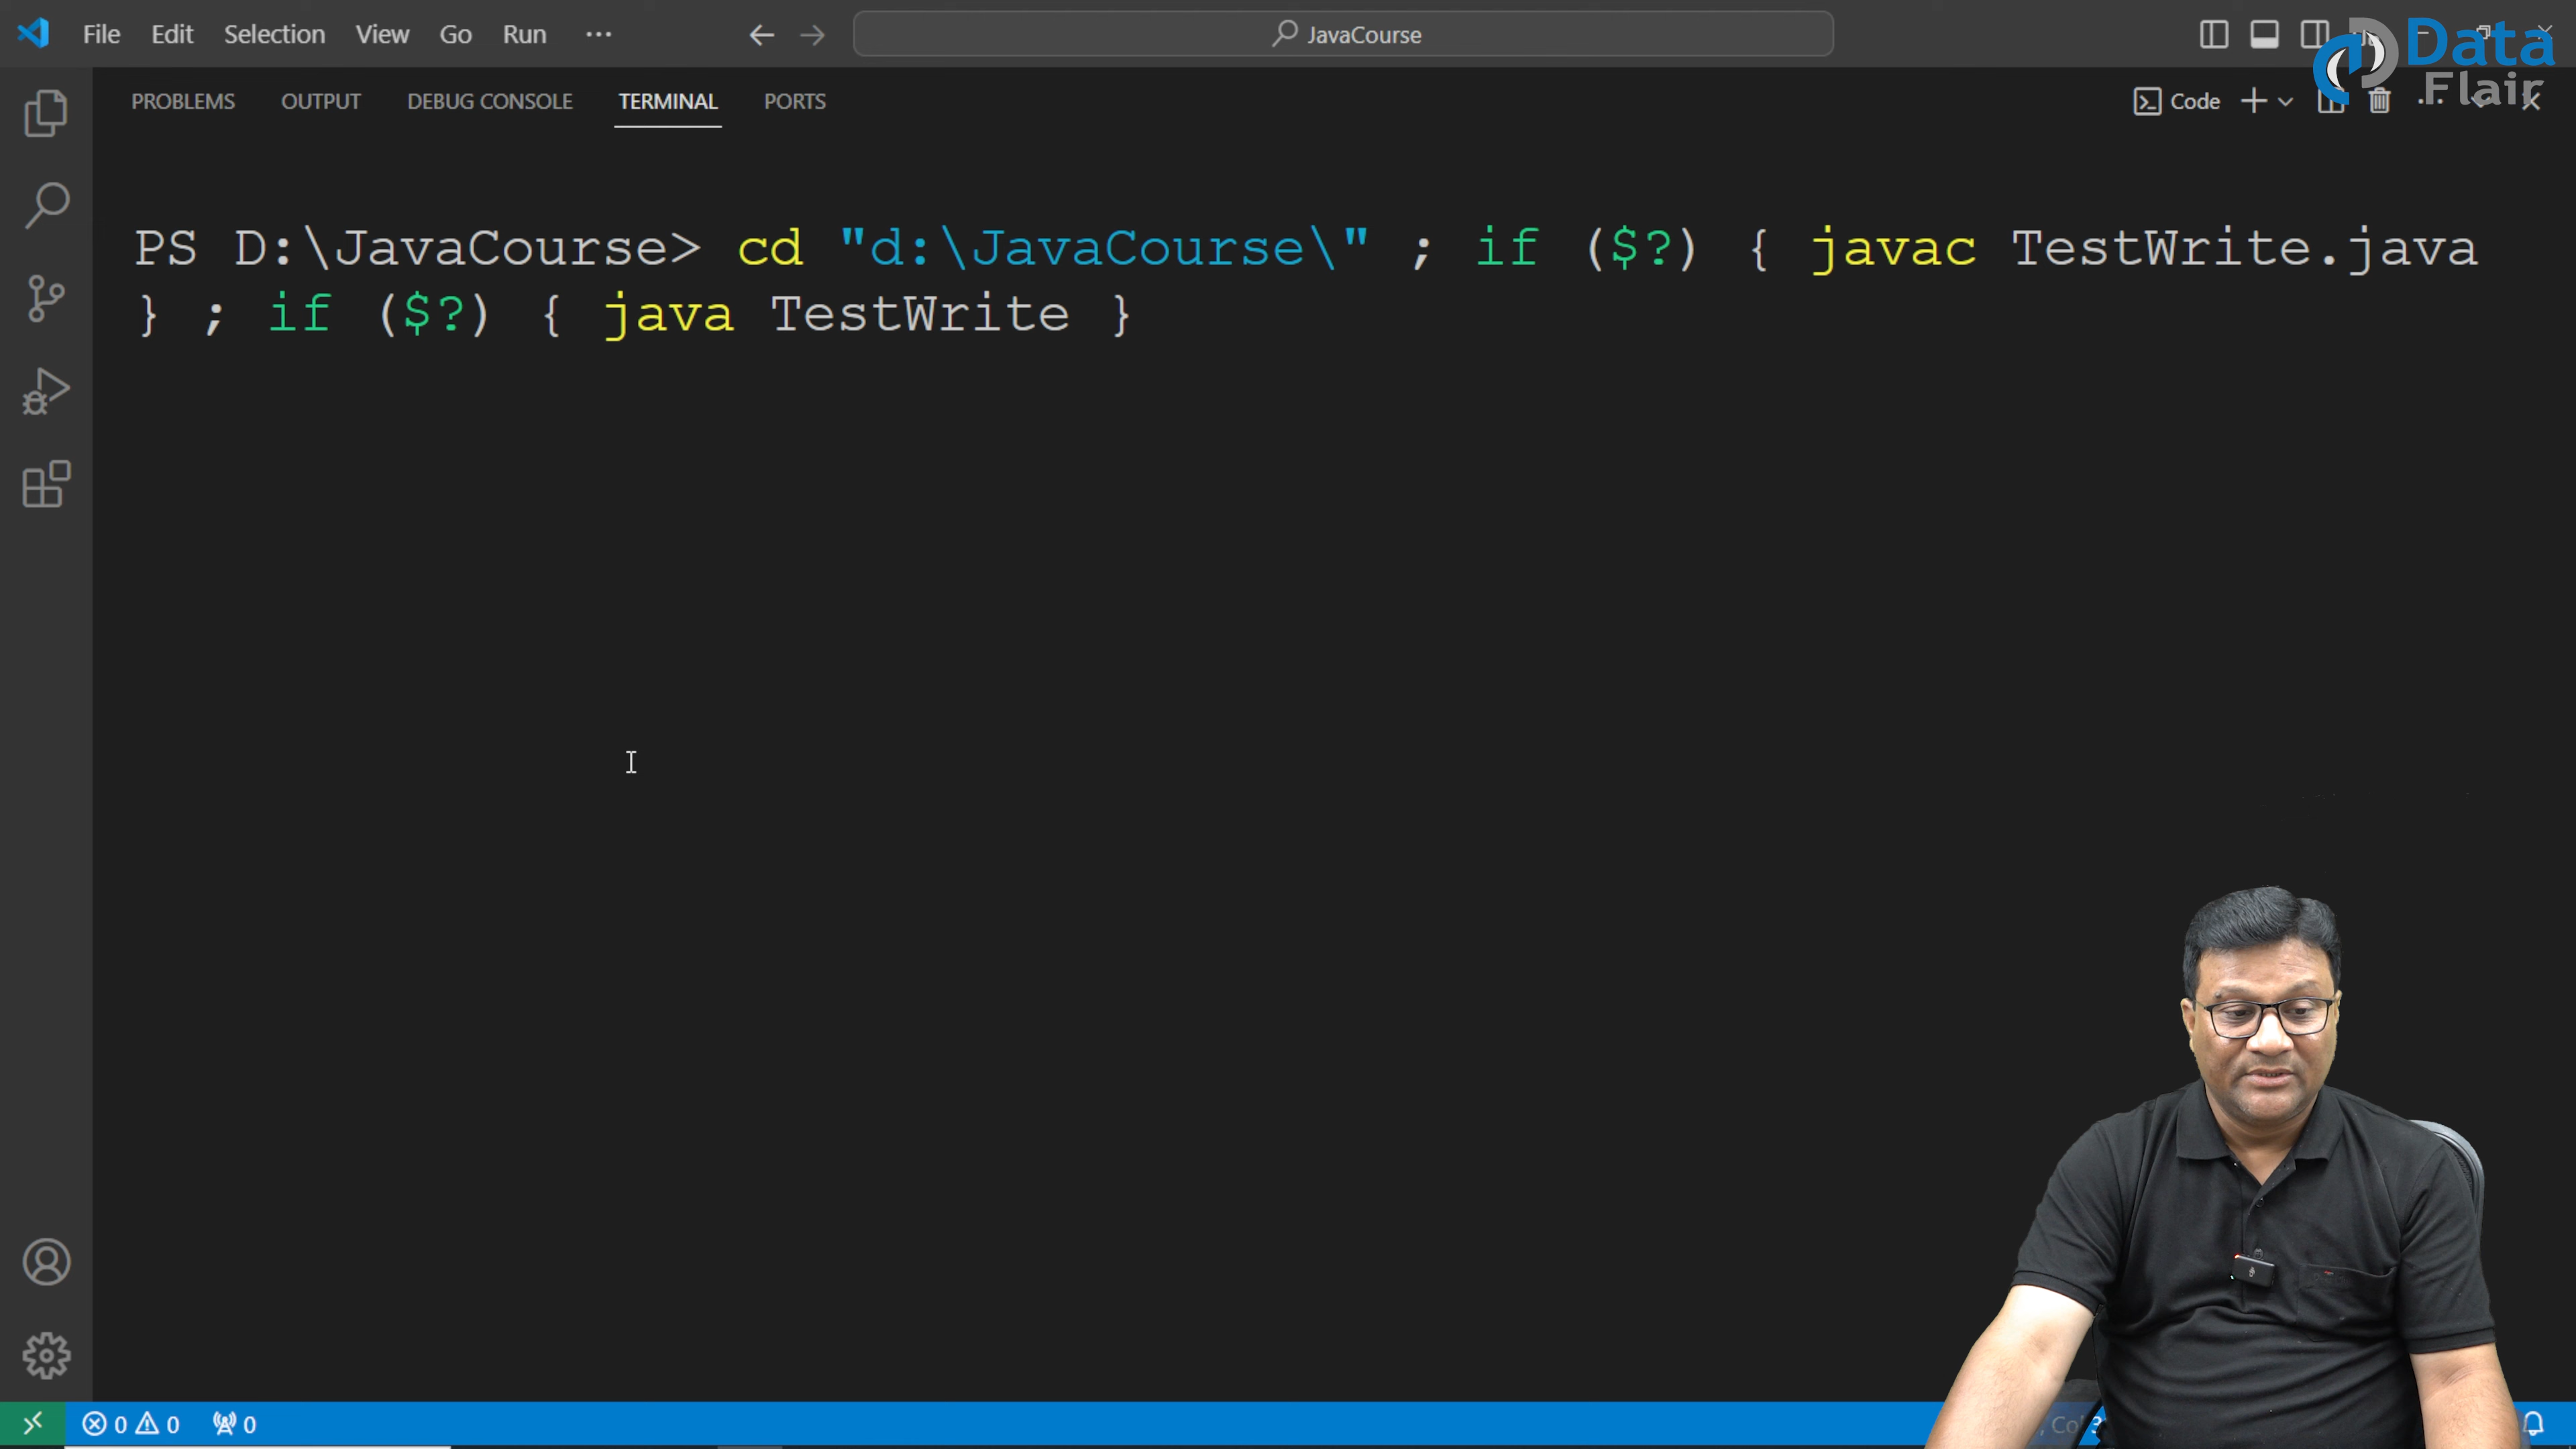 File Edit Selection View Go Run ... JavaCourse
Data
Flair
PROBLEMS OUTPUT DEBUG CONSOLE TERMINAL PORTS Code
PS D:\JavaCourse> cd "d:\JavaCourse\" ; if ($?) { javac TestWrite.java
} ; if ($?) { java TestWrite }
0 0 0